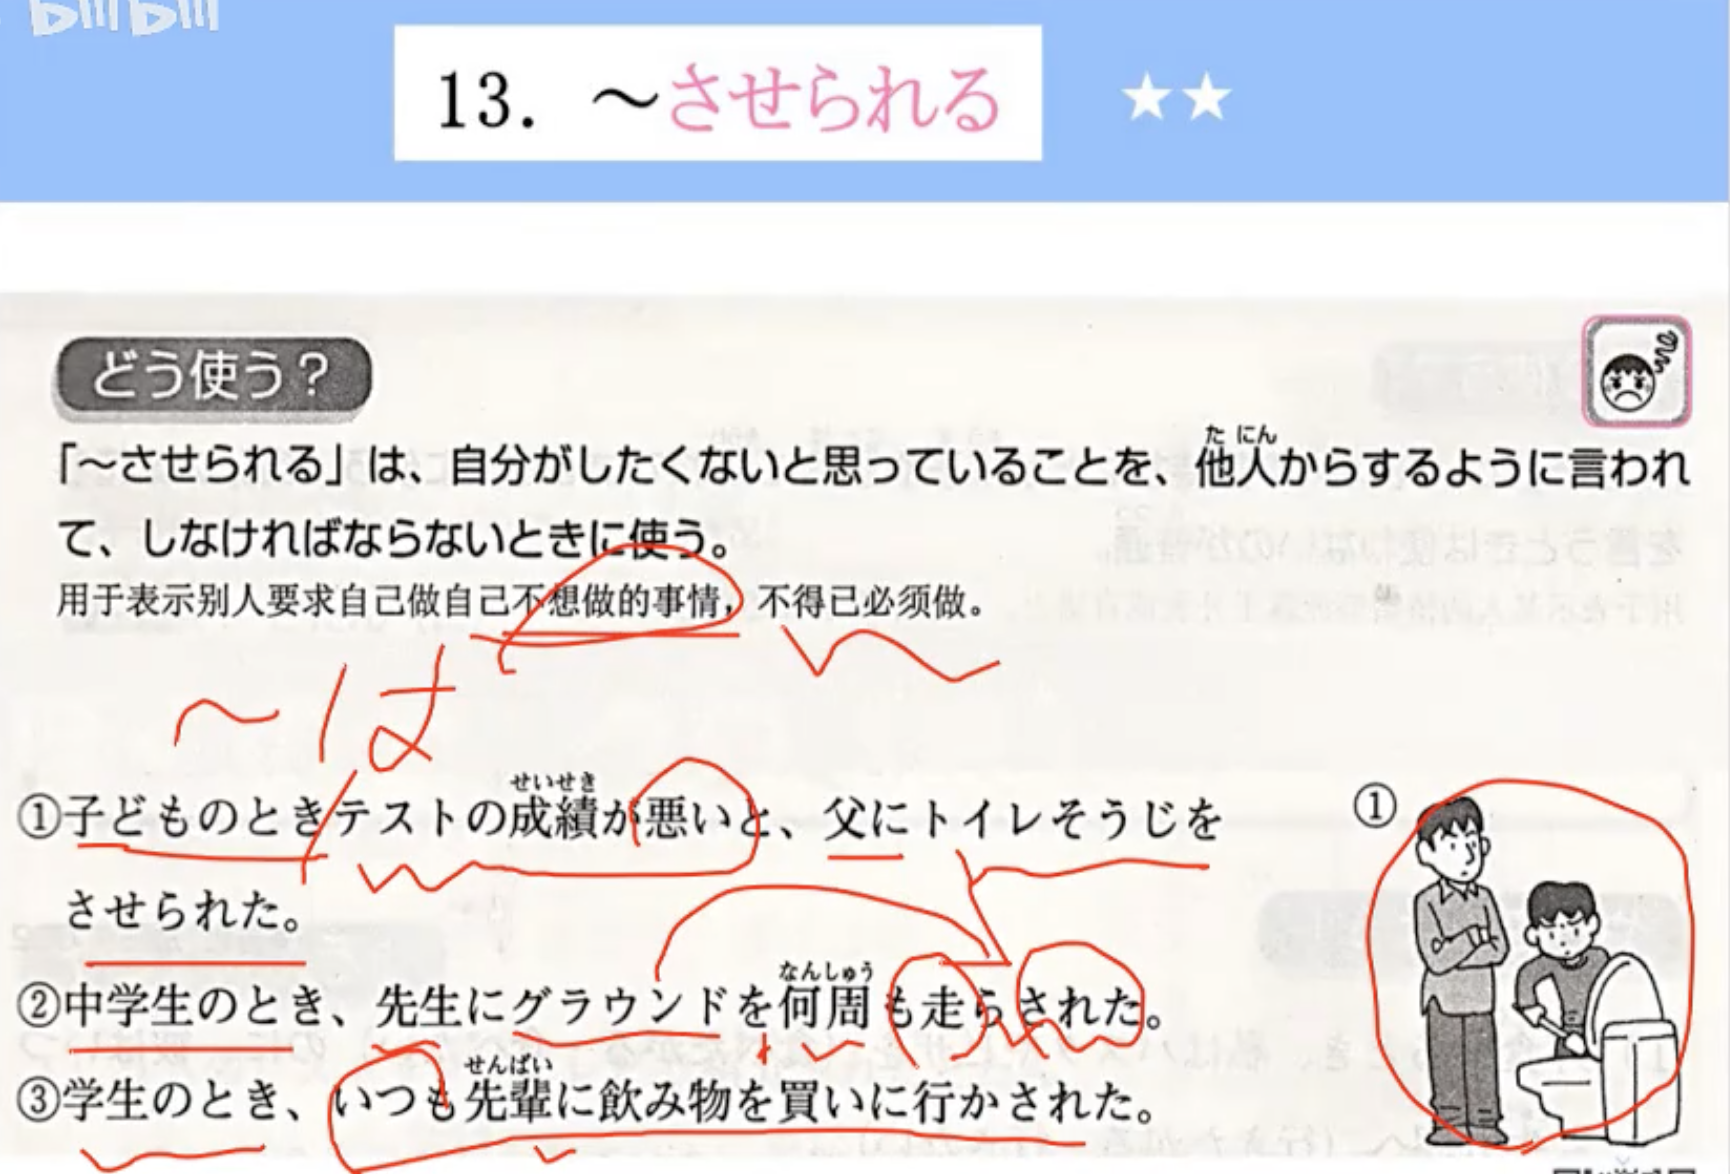 bilibili
13. ～させられる ★★
どう使う？
「～させられる」は、自分がしたくないと思っていることを、他人からするように言われ
たにん
て、しなければならないときに使う。
用于表示别人要求自己做自己不想做的事情，不得已必须做。
～は
①子どものときテストの成績が悪いと、父にトイレそうじを
せいせき
①
させられた。
②中学生のとき、先生にグラウンドを何周も走らされた。
なんしゅう
③学生のとき、いつも先輩に飲み物を買いに行かされた。
せんぱい